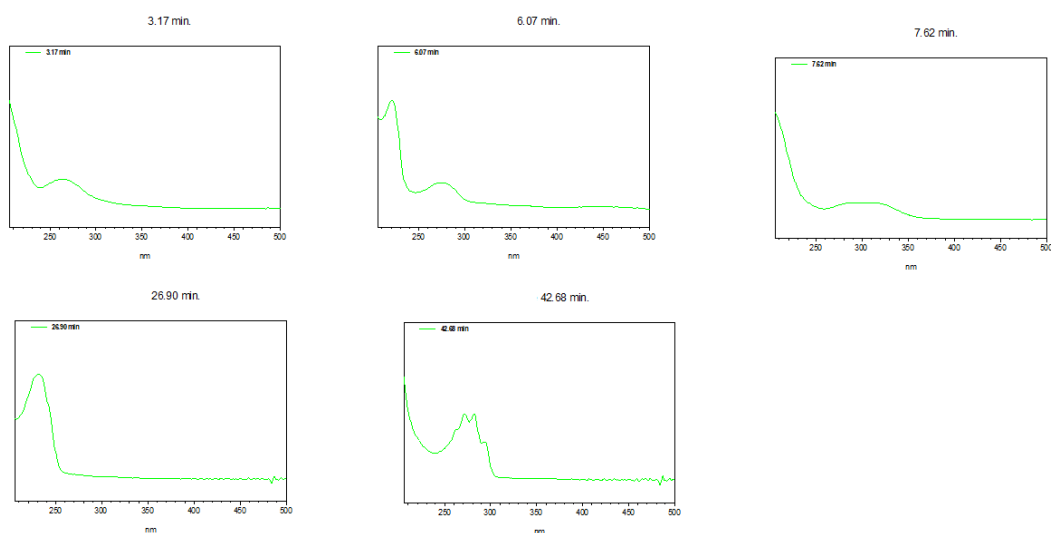 3.17 min.
6.07 min.
7.62 min.
3.17 min
6.07 min
7.62 min
250 300 350 400 450 500
nm
250 300 350 400 450 500
nm
250 300 350 400 450 500
nm
26.90 min.
42.68 min.
26.90 min
42.68 min
250 300 350 400 450 500
nm
250 300 350 400 450 500
nm